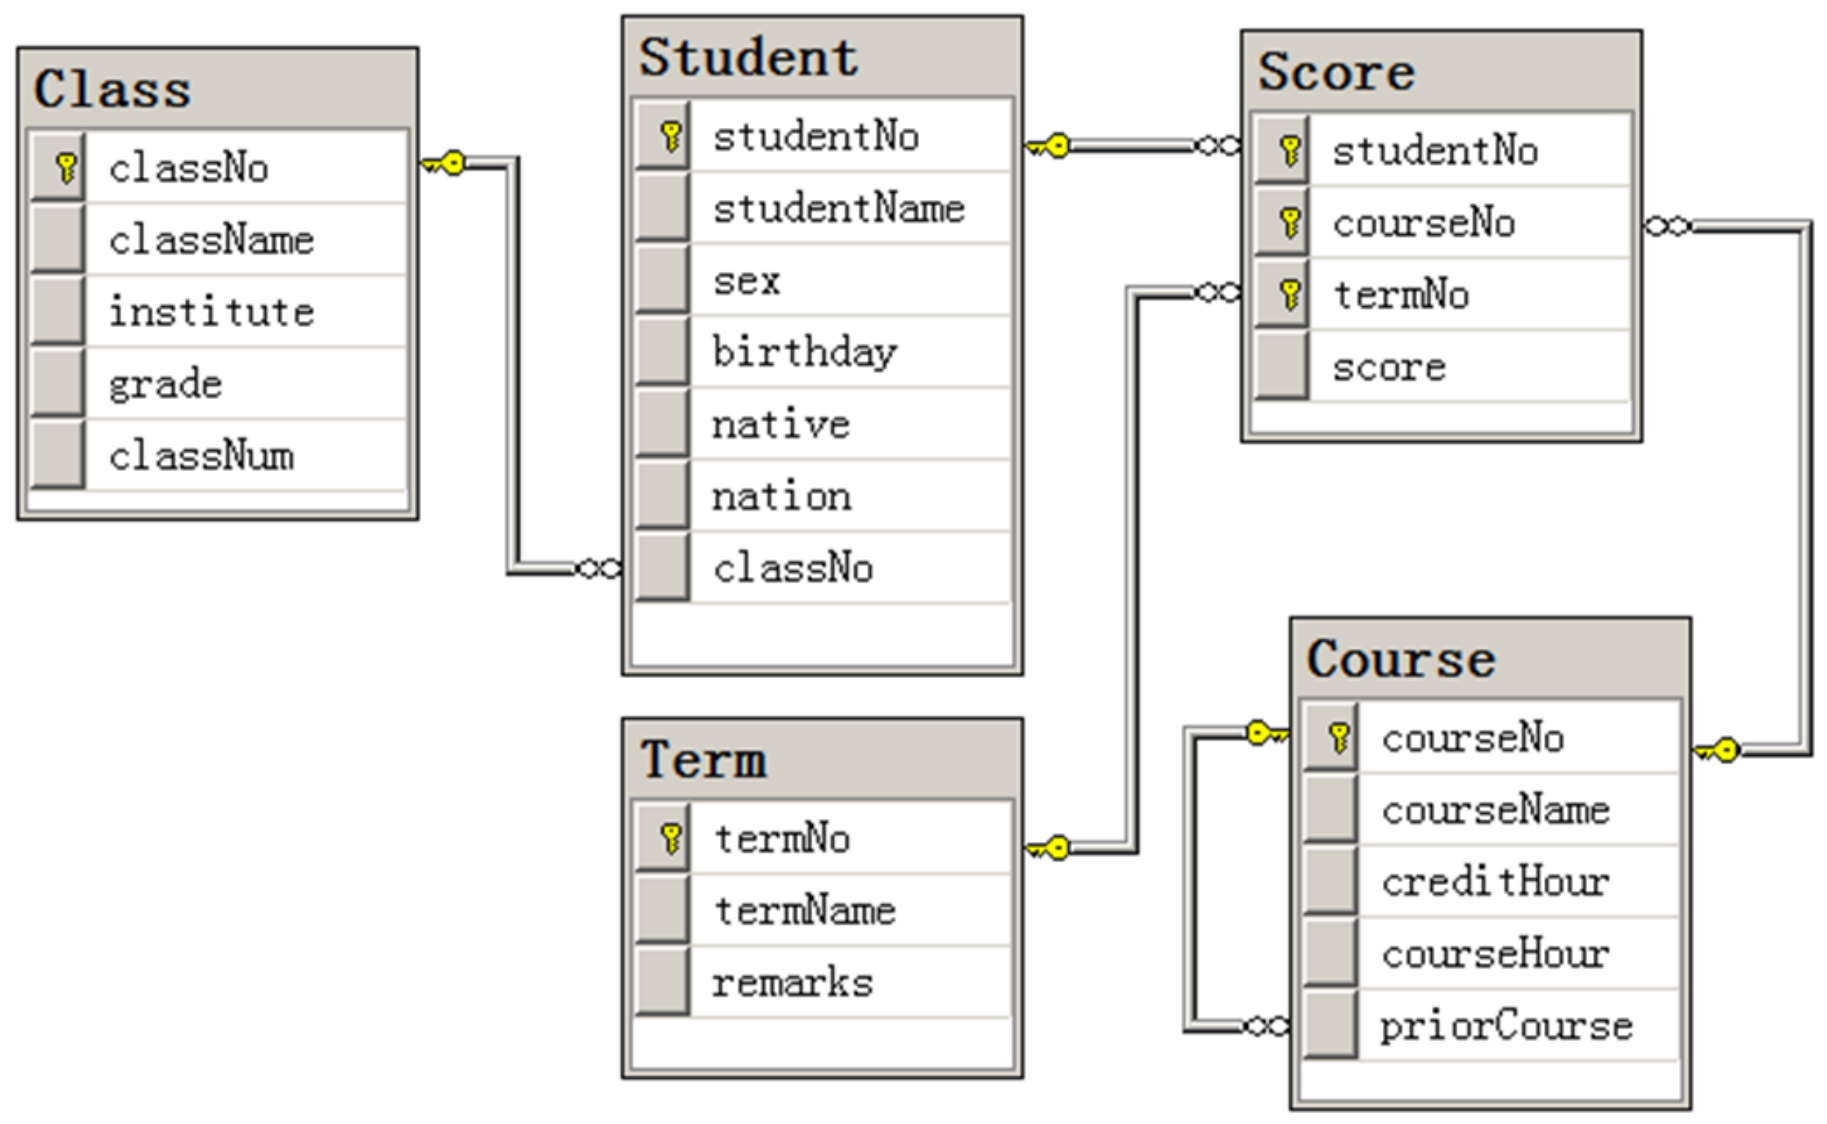 Class
classNo
className
institute
grade
classNum
Student
studentNo
studentName
sex
birthday
native
nation
classNo
Score
studentNo
courseNo
termNo
score
Term
termNo
termName
remarks
Course
courseNo
courseName
creditHour
courseHour
priorCourse